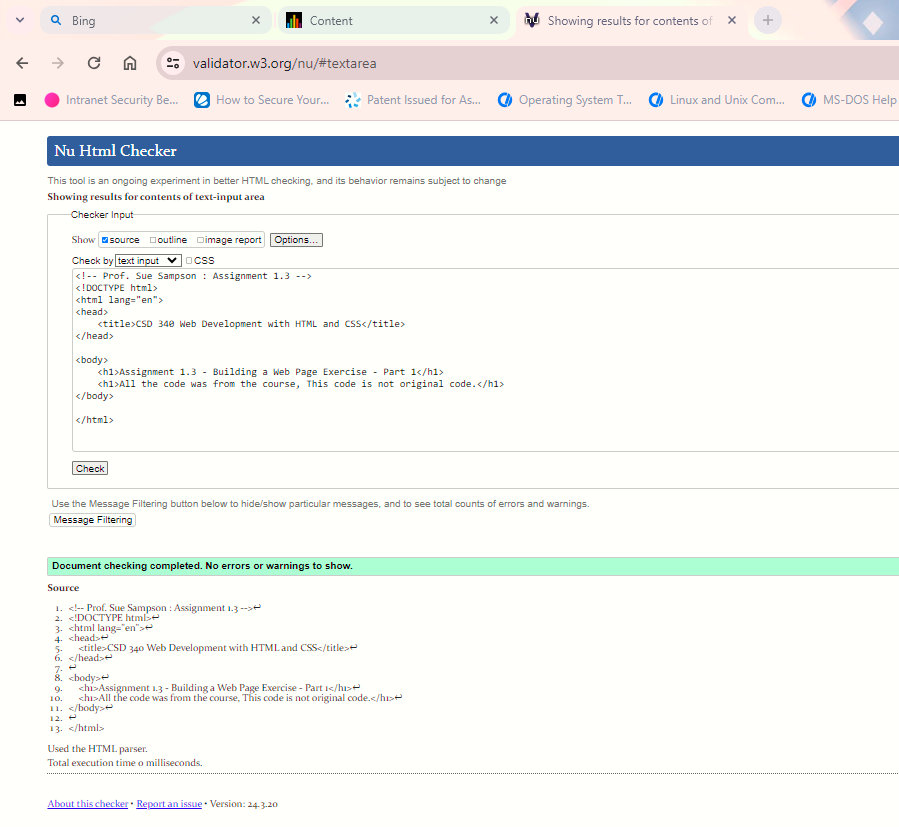 Bing
Content
Showing results for contents of
validator.w3.org/nu/#textarea
Intranet Security Be... How to Secure Your... Patent Issued for As... Operating System T... Linux and Unix Com... MS-DOS Help
Nu Html Checker
This tool is an ongoing experiment in better HTML checking, and its behavior remains subject to change
Showing results for contents of text-input area
Checker Input
Show source outline image report Options...
Check by text input CSS
<!-- Prof. Sue Sampson : Assignment 1.3 -->
<!DOCTYPE html>
<html lang="en">
<head>
<title>CSD 340 Web Development with HTML and CSS</title>
</head>
<body>
<h1>Assignment 1.3 - Building a Web Page Exercise - Part 1</h1>
<h1>All the code was from the course, This code is not original code.</h1>
</body>
</html>
Check
Use the Message Filtering button below to hide/show particular messages, and to see total counts of errors and warnings.
Message Filtering
Document checking completed. No errors or warnings to show.
Source
1. <!-- Prof. Sue Sampson : Assignment 1.3 -->↩
2. <!DOCTYPE html>↩
3. <html lang="en">↩
4. <head>↩
5. <title>CSD 340 Web Development with HTML and CSS</title>↩
6. </head>↩
7. ↩
8. <body>↩
9. <h1>Assignment 1.3 - Building a Web Page Exercise - Part 1</h1>↩
10. <h1>All the code was from the course, This code is not original code.</h1>↩
11. </body>↩
12. ↩
13. </html>
Used the HTML parser.
Total execution time 0 milliseconds.
About this checker • Report an issue • Version: 24.3.20